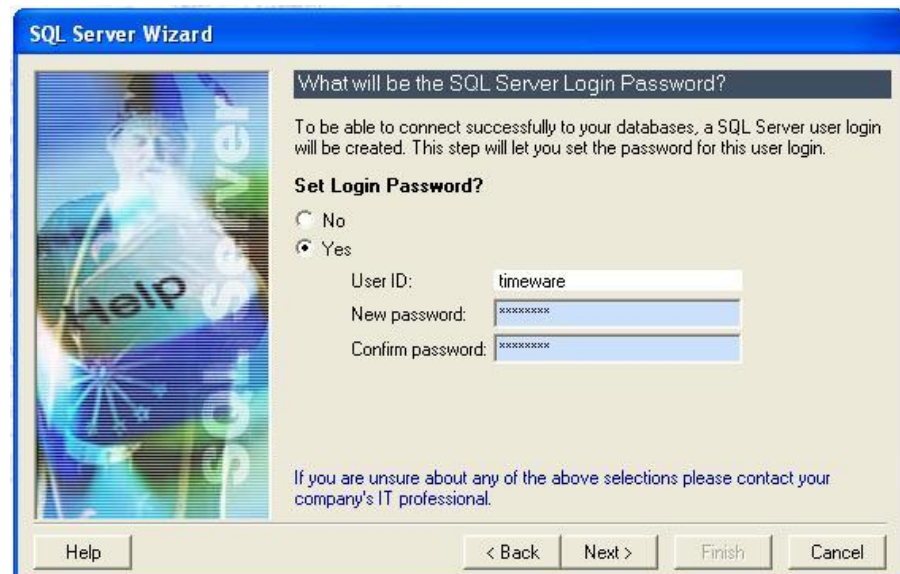 SQL Server Wizard
What will be the SQL Server Login Password?
To be able to connect successfully to your databases, a SQL Server user login
will be created. This step will let you set the password for this user login.
Set Login Password?
No
Yes
User ID: timeware
New password: ********
Confirm password: ********
Help
SQL Server
If you are unsure about any of the above selections please contact your
company's IT professional.
Help < Back Next > Finish Cancel